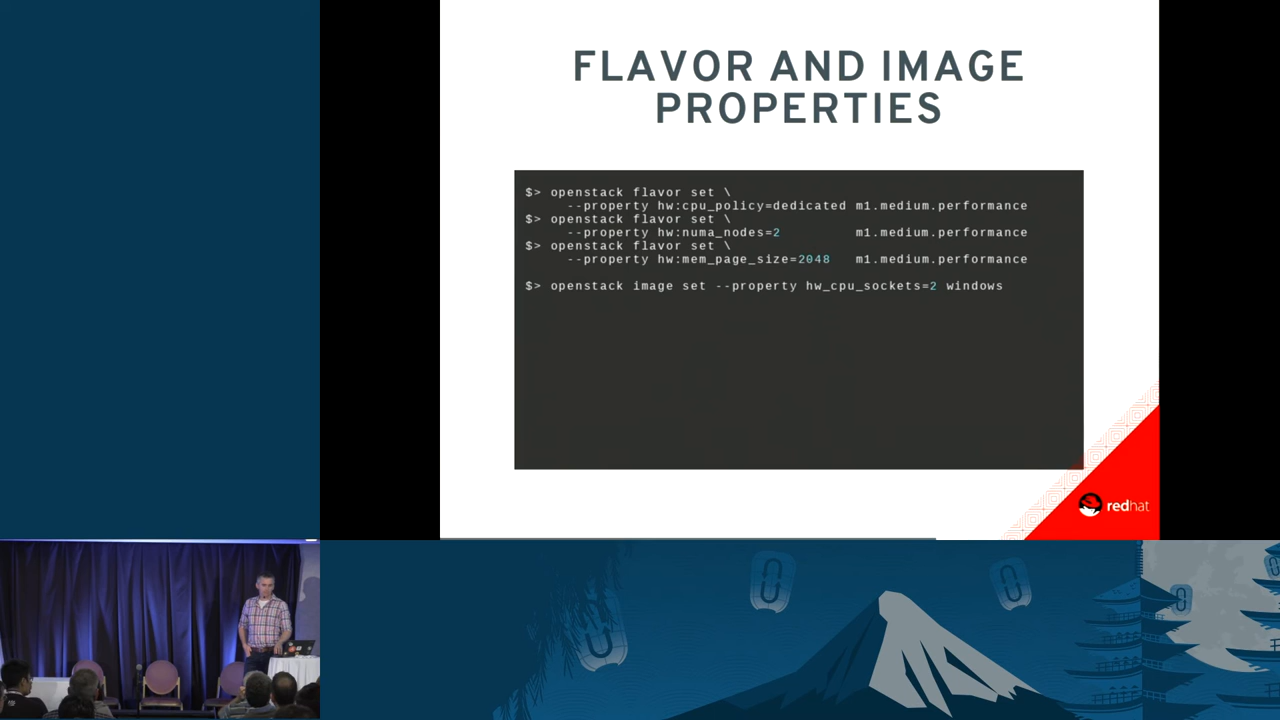 FLAVOR AND IMAGE
PROPERTIES
$> openstack flavor set \
--property hw:cpu_policy=dedicated m1.medium.performance
$> openstack flavor set \
--property hw:numa_nodes=2 m1.medium.performance
$> openstack flavor set \
--property hw:mem_page_size=2048 m1.medium.performance
$> openstack image set --property hw_cpu_sockets=2 windows
redhat